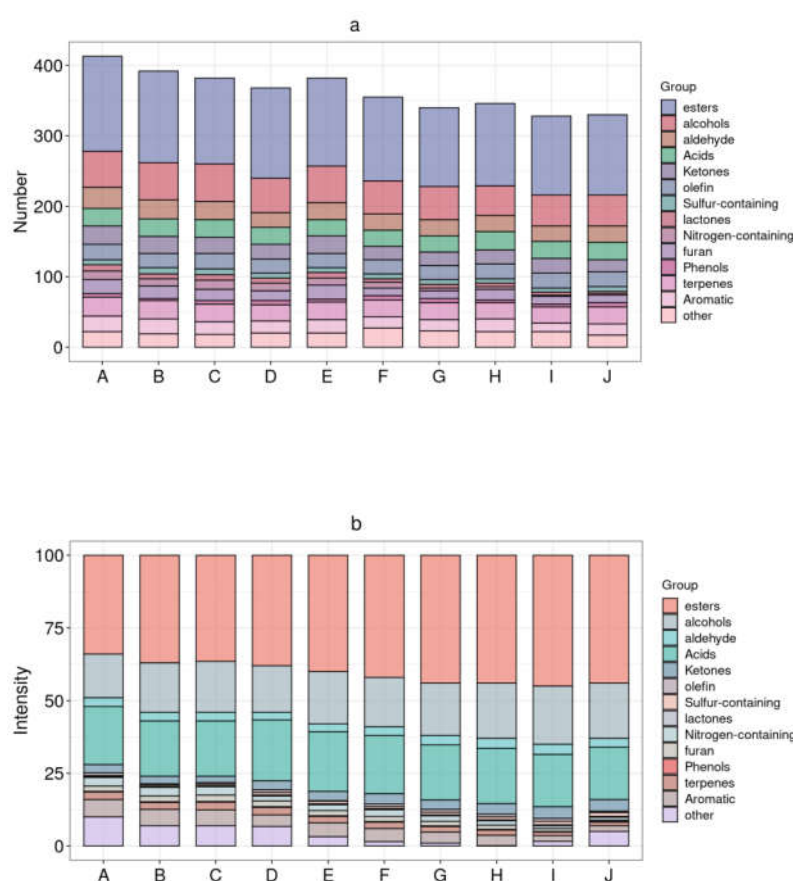 a
Number
400
300
200
100
0
A B C D E F G H I J
Group
esters
alcohols
aldehyde
Acids
Ketones
olefin
Sulfur-containing
lactones
Nitrogen-containing
furan
Phenols
terpenes
Aromatic
other
b
Intensity
100
75
50
25
0
A B C D E F G H I J
Group
esters
alcohols
aldehyde
Acids
Ketones
olefin
Sulfur-containing
lactones
Nitrogen-containing
furan
Phenols
terpenes
Aromatic
other